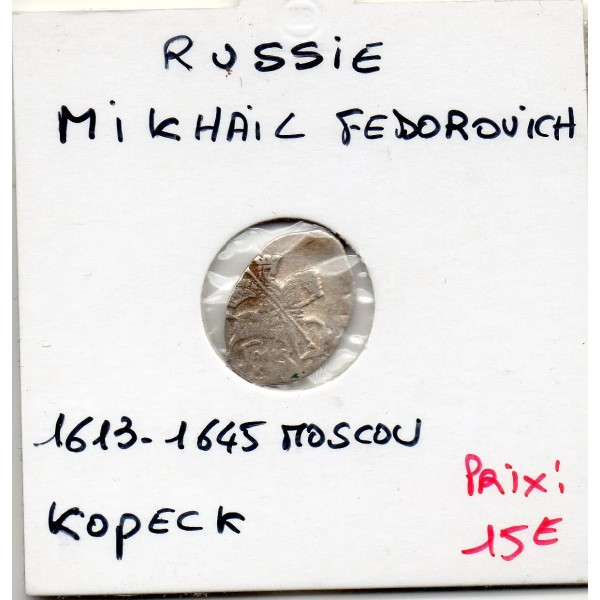 RUSSIE
MIKHAIL FEDOROVICH
1613-1645 MOSCOU
KOPECK
PRIX:
15E